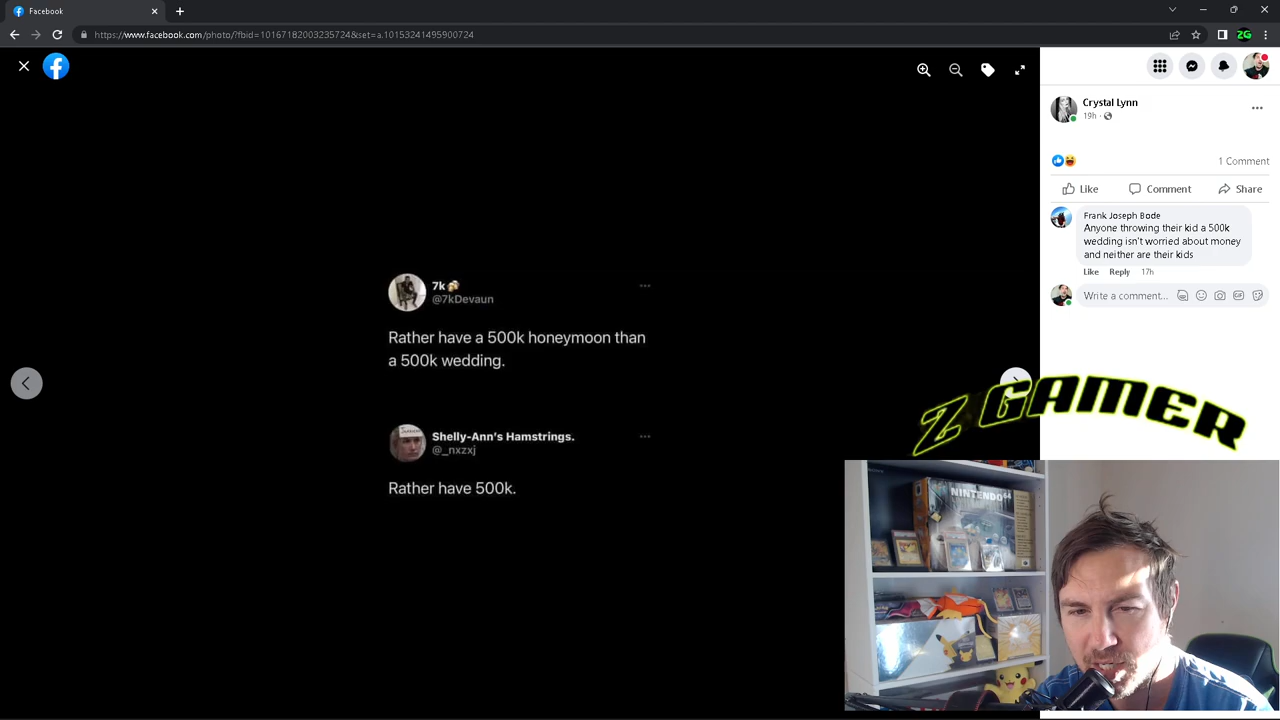 Facebook
https://www.facebook.com/photo/?fbid=10167182003235724&set=a.10153241495900724
ZG
Crystal Lynn
19h
1 Comment
Like
Comment
Share
Frank Joseph Bode
Anyone throwing their kid a 500k
wedding isn't worried about money
and neither are their kids
Like Reply 17h
Write a comment...
7k
@7kDevaun
Rather have a 500k honeymoon than
a 500k wedding.
Shelly-Ann's Hamstrings.
@_nxzxj
Rather have 500k.
Z GAMER
NINTENDO 64